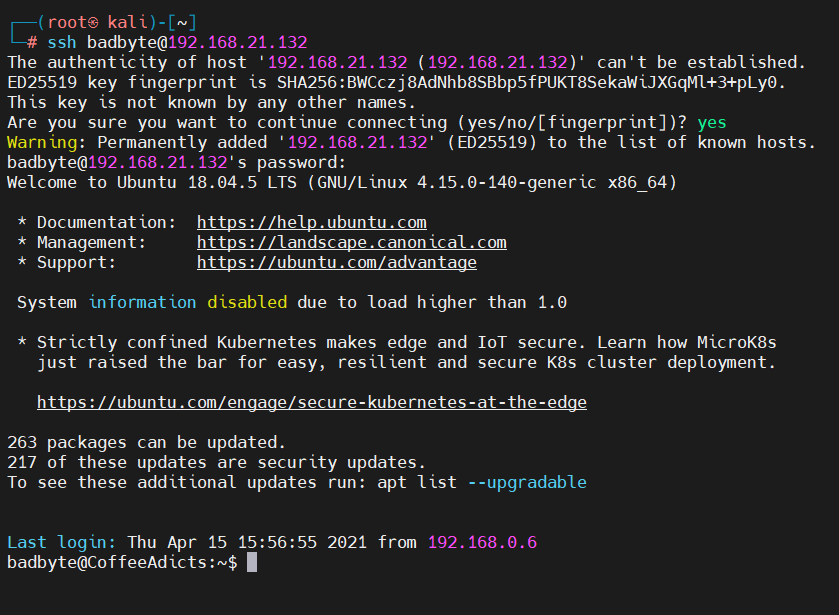 ┌──(root㉿ kali)-[~]
└─# ssh badbyte@192.168.21.132
The authenticity of host '192.168.21.132 (192.168.21.132)' can't be established.
ED25519 key fingerprint is SHA256:BWCczj8AdNhb8SBbp5fPUKT8SekaWiJXGqMl+3+pLy0.
This key is not known by any other names.
Are you sure you want to continue connecting (yes/no/[fingerprint])? yes
Warning: Permanently added '192.168.21.132' (ED25519) to the list of known hosts.
badbyte@192.168.21.132's password:
Welcome to Ubuntu 18.04.5 LTS (GNU/Linux 4.15.0-140-generic x86_64)

 * Documentation:  https://help.ubuntu.com
 * Management:     https://landscape.canonical.com
 * Support:        https://ubuntu.com/advantage

 System information disabled due to load higher than 1.0

 * Strictly confined Kubernetes makes edge and IoT secure. Learn how MicroK8s
   just raised the bar for easy, resilient and secure K8s cluster deployment.

   https://ubuntu.com/engage/secure-kubernetes-at-the-edge

263 packages can be updated.
217 of these updates are security updates.
To see these additional updates run: apt list --upgradable


Last login: Thu Apr 15 15:56:55 2021 from 192.168.0.6
badbyte@CoffeeAdicts:~$